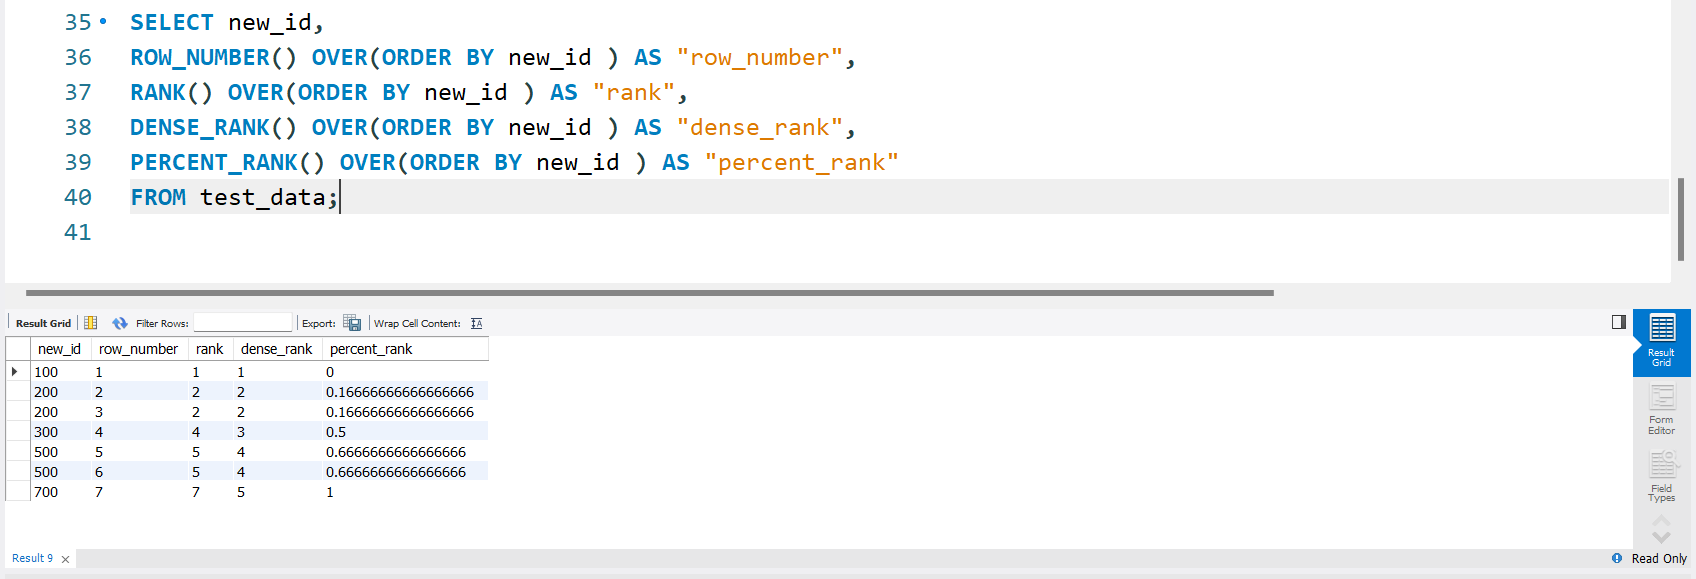 35 SELECT new_id,
36 ROW_NUMBER() OVER(ORDER BY new_id ) AS "row_number",
37 RANK() OVER(ORDER BY new_id ) AS "rank",
38 DENSE_RANK() OVER(ORDER BY new_id ) AS "dense_rank",
39 PERCENT_RANK() OVER(ORDER BY new_id ) AS "percent_rank"
40 FROM test_data;
41
Result Grid Filter Rows: Export: Wrap Cell Content: IA
new_id row_number rank dense_rank percent_rank
100 1 1 1 0
200 2 2 2 0.16666666666666666
200 3 2 2 0.16666666666666666
300 4 4 3 0.5
500 5 5 4 0.6666666666666666
500 6 5 4 0.6666666666666666
700 7 7 5 1
Result
Grid
Form
Editor
Field
Types
Result 9 Read Only